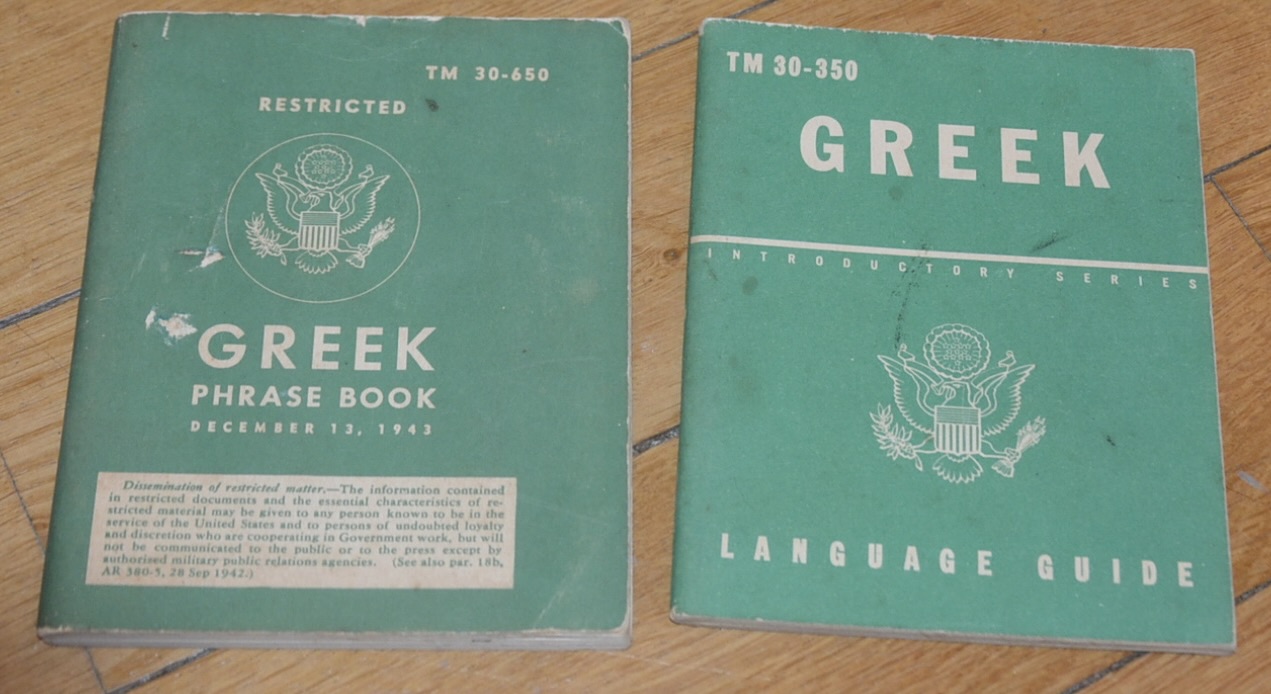 TM 30-650
RESTRICTED
GREEK
PHRASE BOOK
DECEMBER 13, 1943
Dissemination of restricted matter.—The information contained
in restricted documents and the essential characteristics of re-
stricted material may be given to any person known to be in the
service of the United States and to persons of undoubted loyalty
and discretion who are cooperating in Government work, but will
not be communicated to the public or to the press except by
authorized military public relations agencies. (See also par. 18b,
AR 380-5, 28 Sep 1942.)
TM 30-350
GREEK
INTRODUCTORY SERIES
LANGUAGE GUIDE